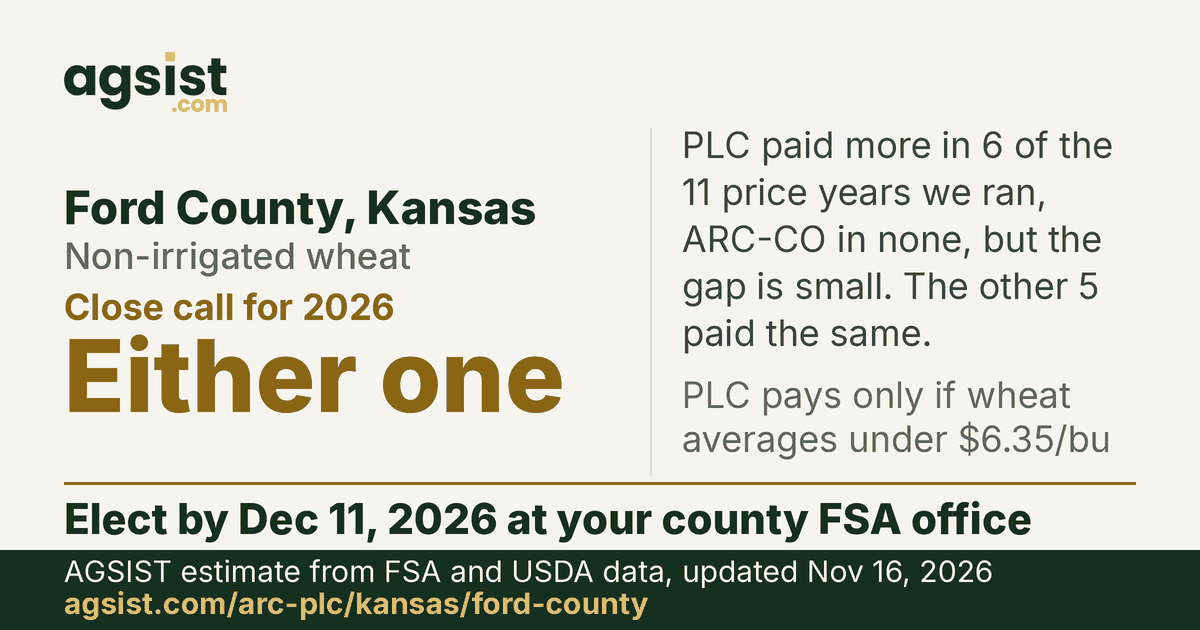 agsist
.com
Ford County, Kansas
Non-irrigated wheat
Close call for 2026
Either one
PLC paid more in 6 of the
11 price years we ran,
ARC-CO in none, but the
gap is small. The other 5
paid the same.
PLC pays only if wheat
averages under $6.35/bu
Elect by Dec 11, 2026 at your county FSA office
AGSIST estimate from FSA and USDA data, updated Nov 16, 2026
agsist.com/arc-plc/kansas/ford-county